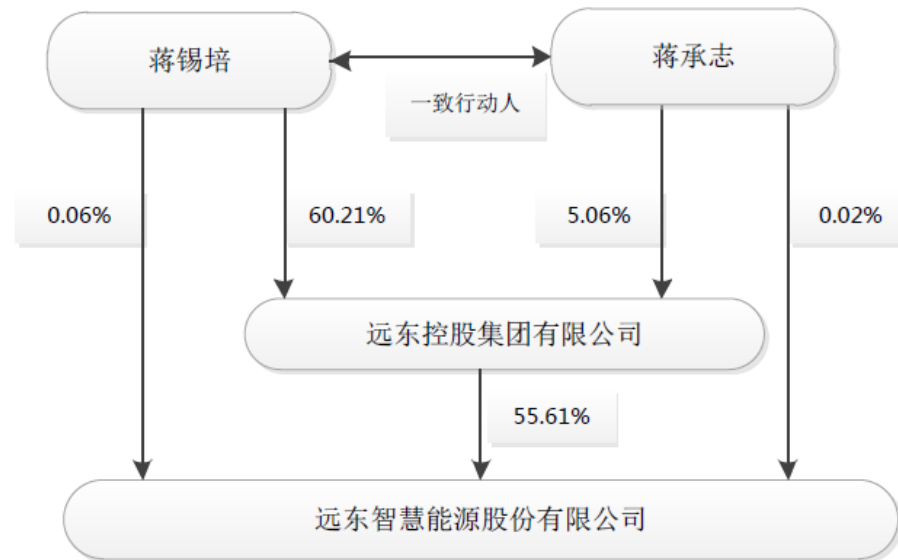 蒋锡培
蒋承志
一致行动人
0.06%
60.21%
5.06%
0.02%
远东控股集团有限公司
55.61%
远东智慧能源股份有限公司